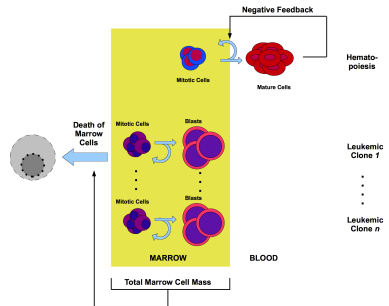 Negative Feedback
Mitotic Cells
Mature Cells
Hemato-
poiesis
Death of
Marrow
Cells
Mitotic Cells
Blasts
Leukemic
Clone 1
Mitotic Cells
Blasts
Leukemic
Clone n
MARROW
BLOOD
Total Marrow Cell Mass